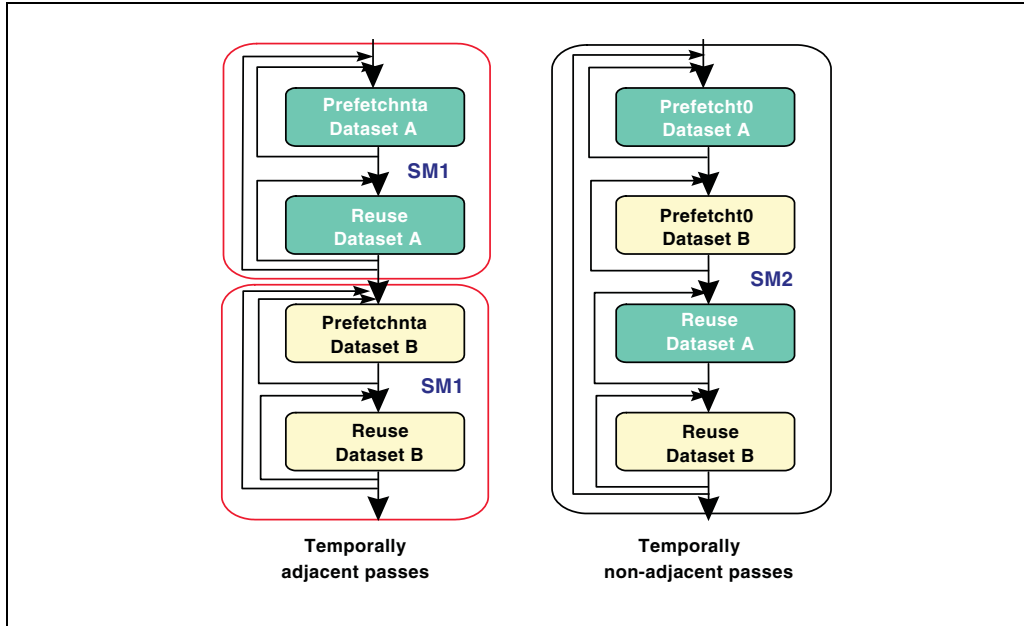 Prefetchnta
Dataset A
SM1
Reuse
Dataset A
Prefetchnta
Dataset B
SM1
Reuse
Dataset B
Temporally
adjacent passes
Prefetcht0
Dataset A
Prefetcht0
Dataset B
SM2
Reuse
Dataset A
Reuse
Dataset B
Temporally
non-adjacent passes